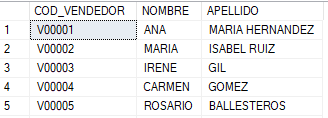 COD_VENDEDOR NOMBRE APELLIDO
1 V00001 ANA MARIA HERNANDEZ
2 V00002 MARIA ISABEL RUIZ
3 V00003 IRENE GIL
4 V00004 CARMEN GOMEZ
5 V00005 ROSARIO BALLESTEROS